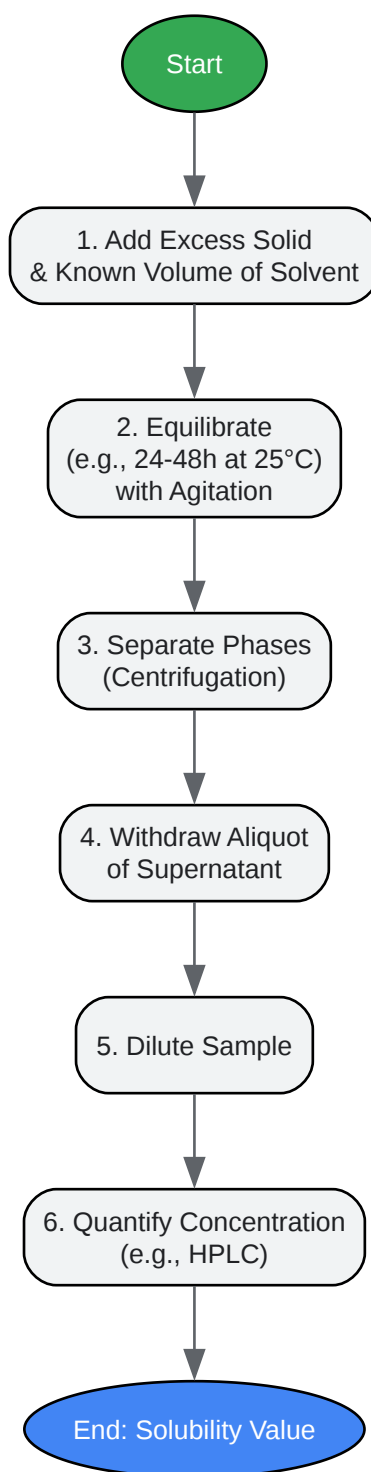 Start
1. Add Excess Solid
& Known Volume of Solvent
2. Equilibrate
(e.g., 24-48h at 25°C)
with Agitation
3. Separate Phases
(Centrifugation)
4. Withdraw Aliquot
of Supernatant
5. Dilute Sample
6. Quantify Concentration
(e.g., HPLC)
End: Solubility Value